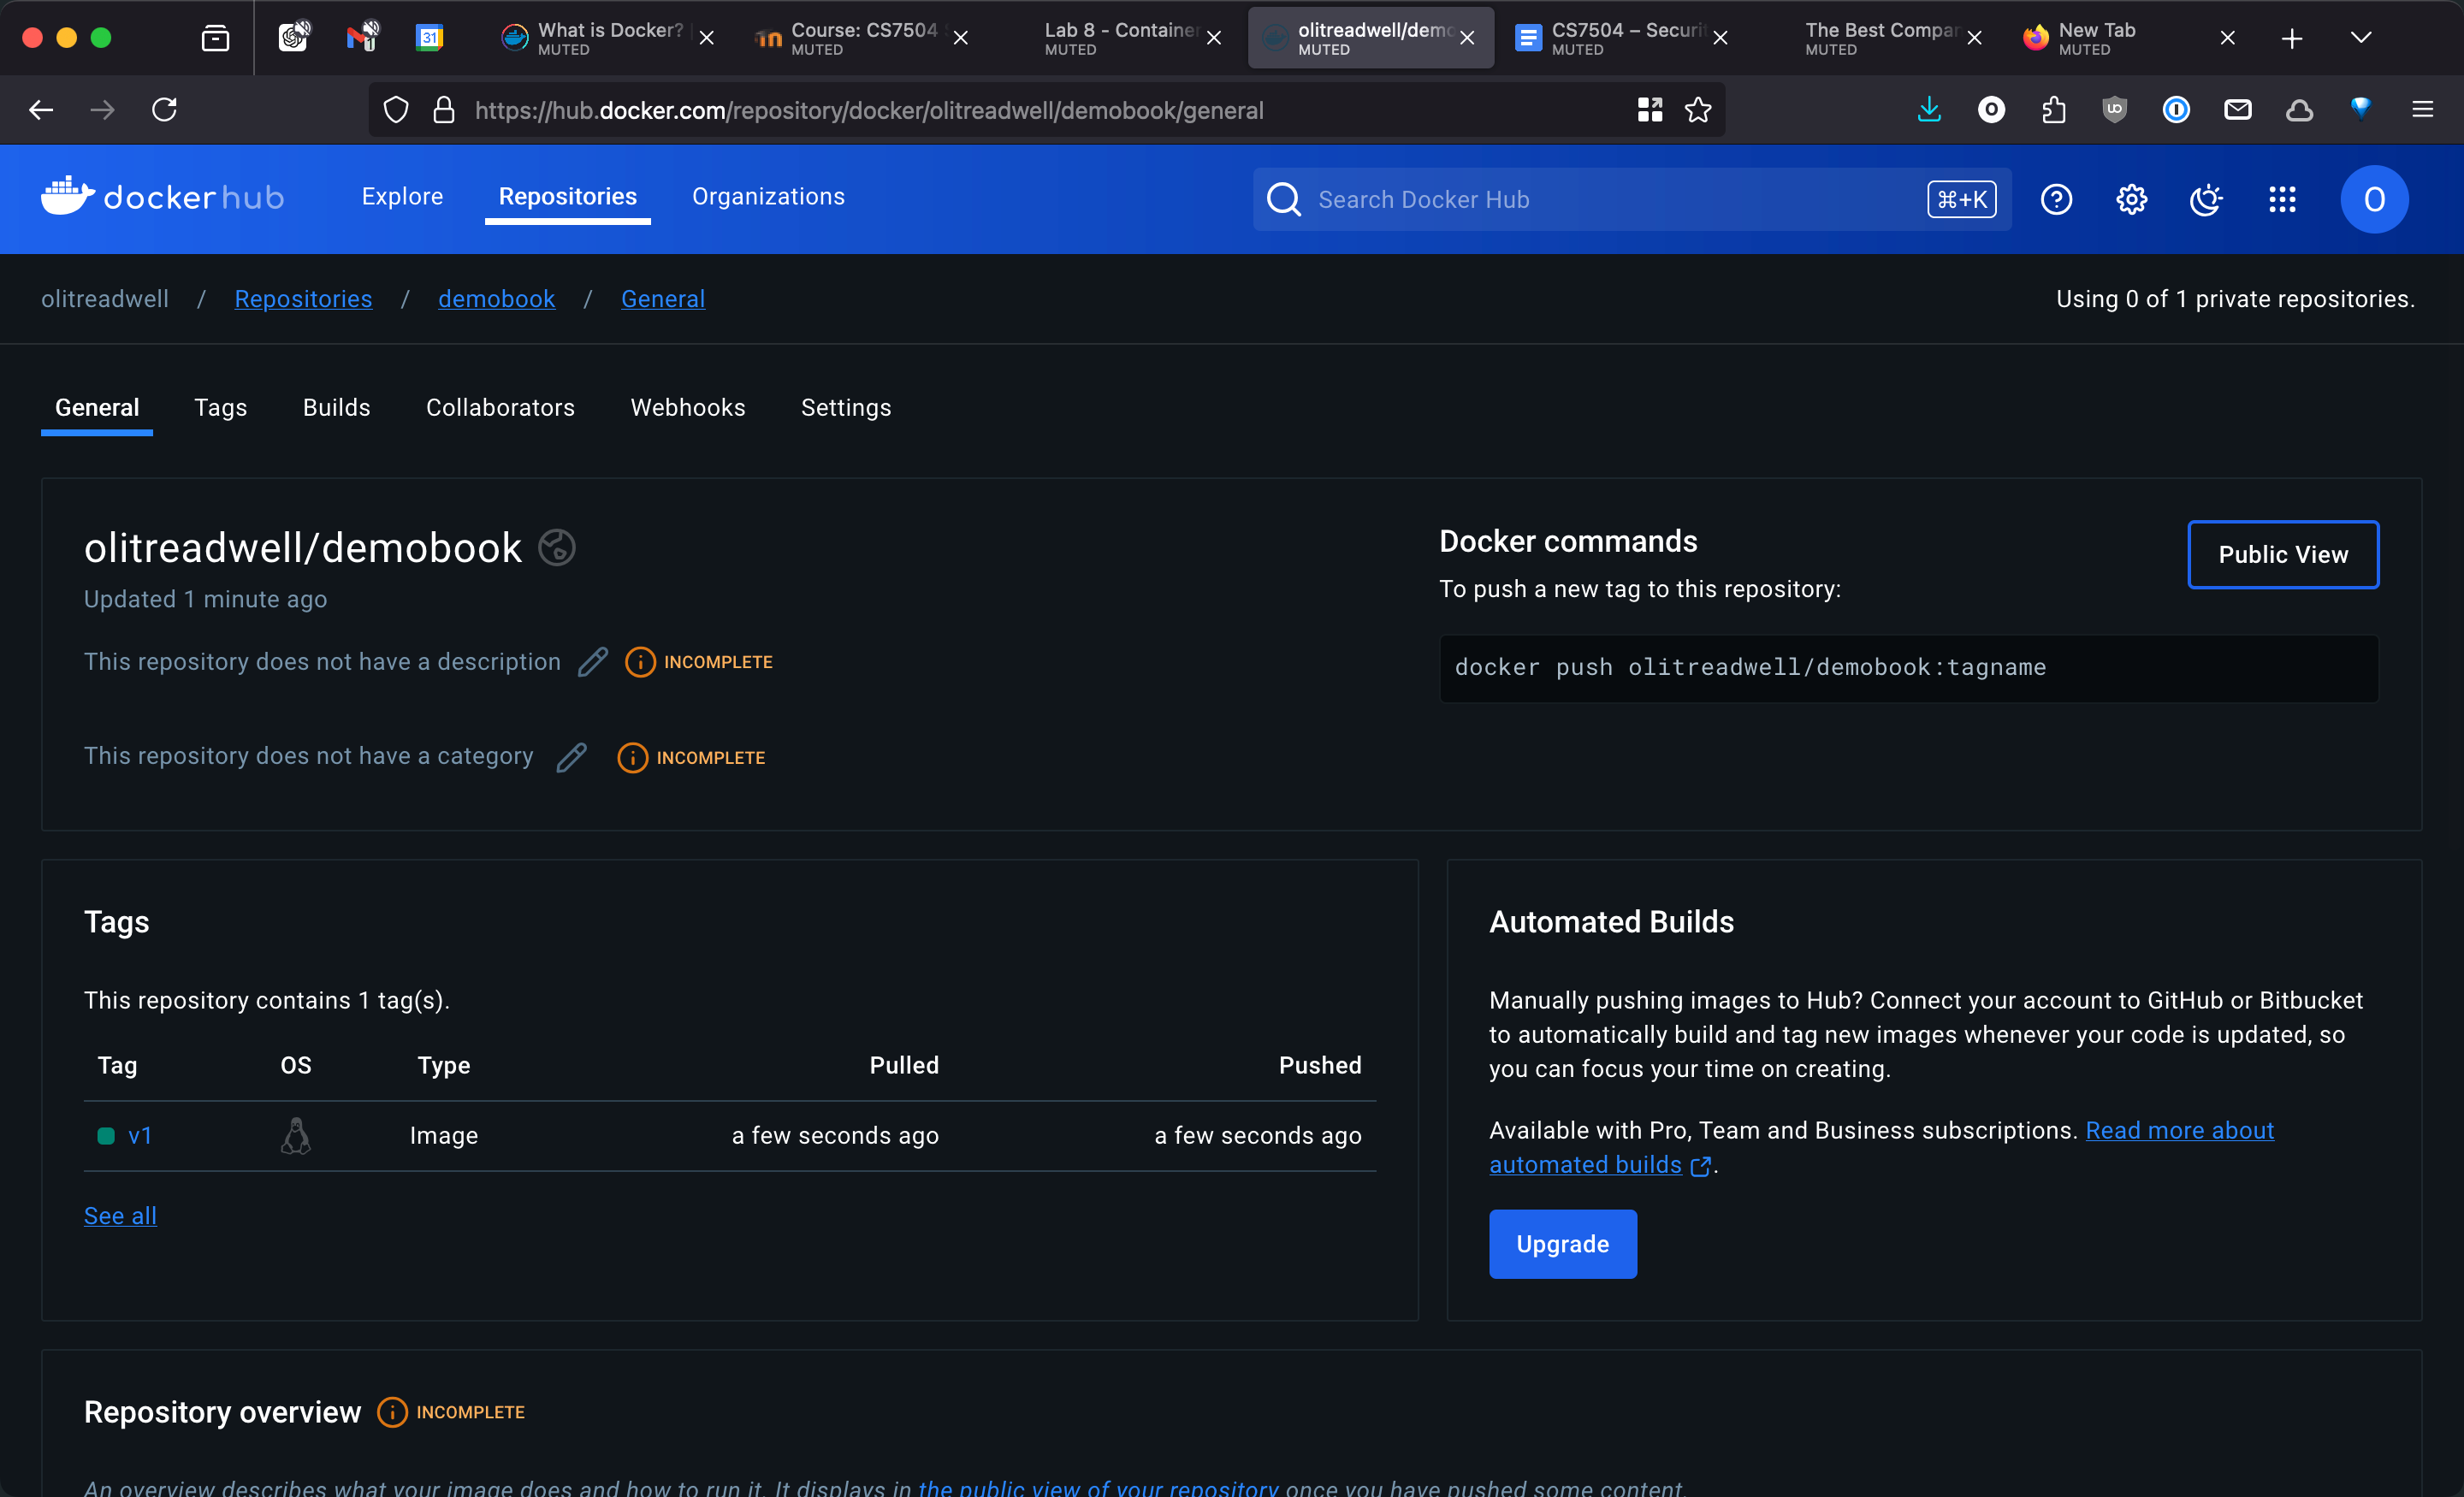 What is Docker? |
MUTED
Course: CS7504
MUTED
Lab 8 - Container
MUTED
olitreadwell/demo
MUTED
CS7504 – Securit
MUTED
The Best Compar
MUTED
New Tab
MUTED
31
https://hub.docker.com/repository/docker/olitreadwell/demobook/general
dockerhub
Explore
Repositories
Organizations
Search Docker Hub
⌘+K
O
olitreadwell / Repositories / demobook / General
Using 0 of 1 private repositories.
General
Tags
Builds
Collaborators
Webhooks
Settings
olitreadwell/demobook
Updated 1 minute ago
This repository does not have a description
INCOMPLETE
This repository does not have a category
INCOMPLETE
Docker commands
Public View
To push a new tag to this repository:
docker push olitreadwell/demobook:tagname
Tags
This repository contains 1 tag(s).
Tag OS Type Pulled Pushed
v1 Image a few seconds ago a few seconds ago
See all
Automated Builds
Manually pushing images to Hub? Connect your account to GitHub or Bitbucket
to automatically build and tag new images whenever your code is updated, so
you can focus your time on creating.
Available with Pro, Team and Business subscriptions. Read more about
automated builds.
Upgrade
Repository overview
INCOMPLETE
An overview describes what your image does and how to run it. It displays in the public view of your repository once you have pushed some content.